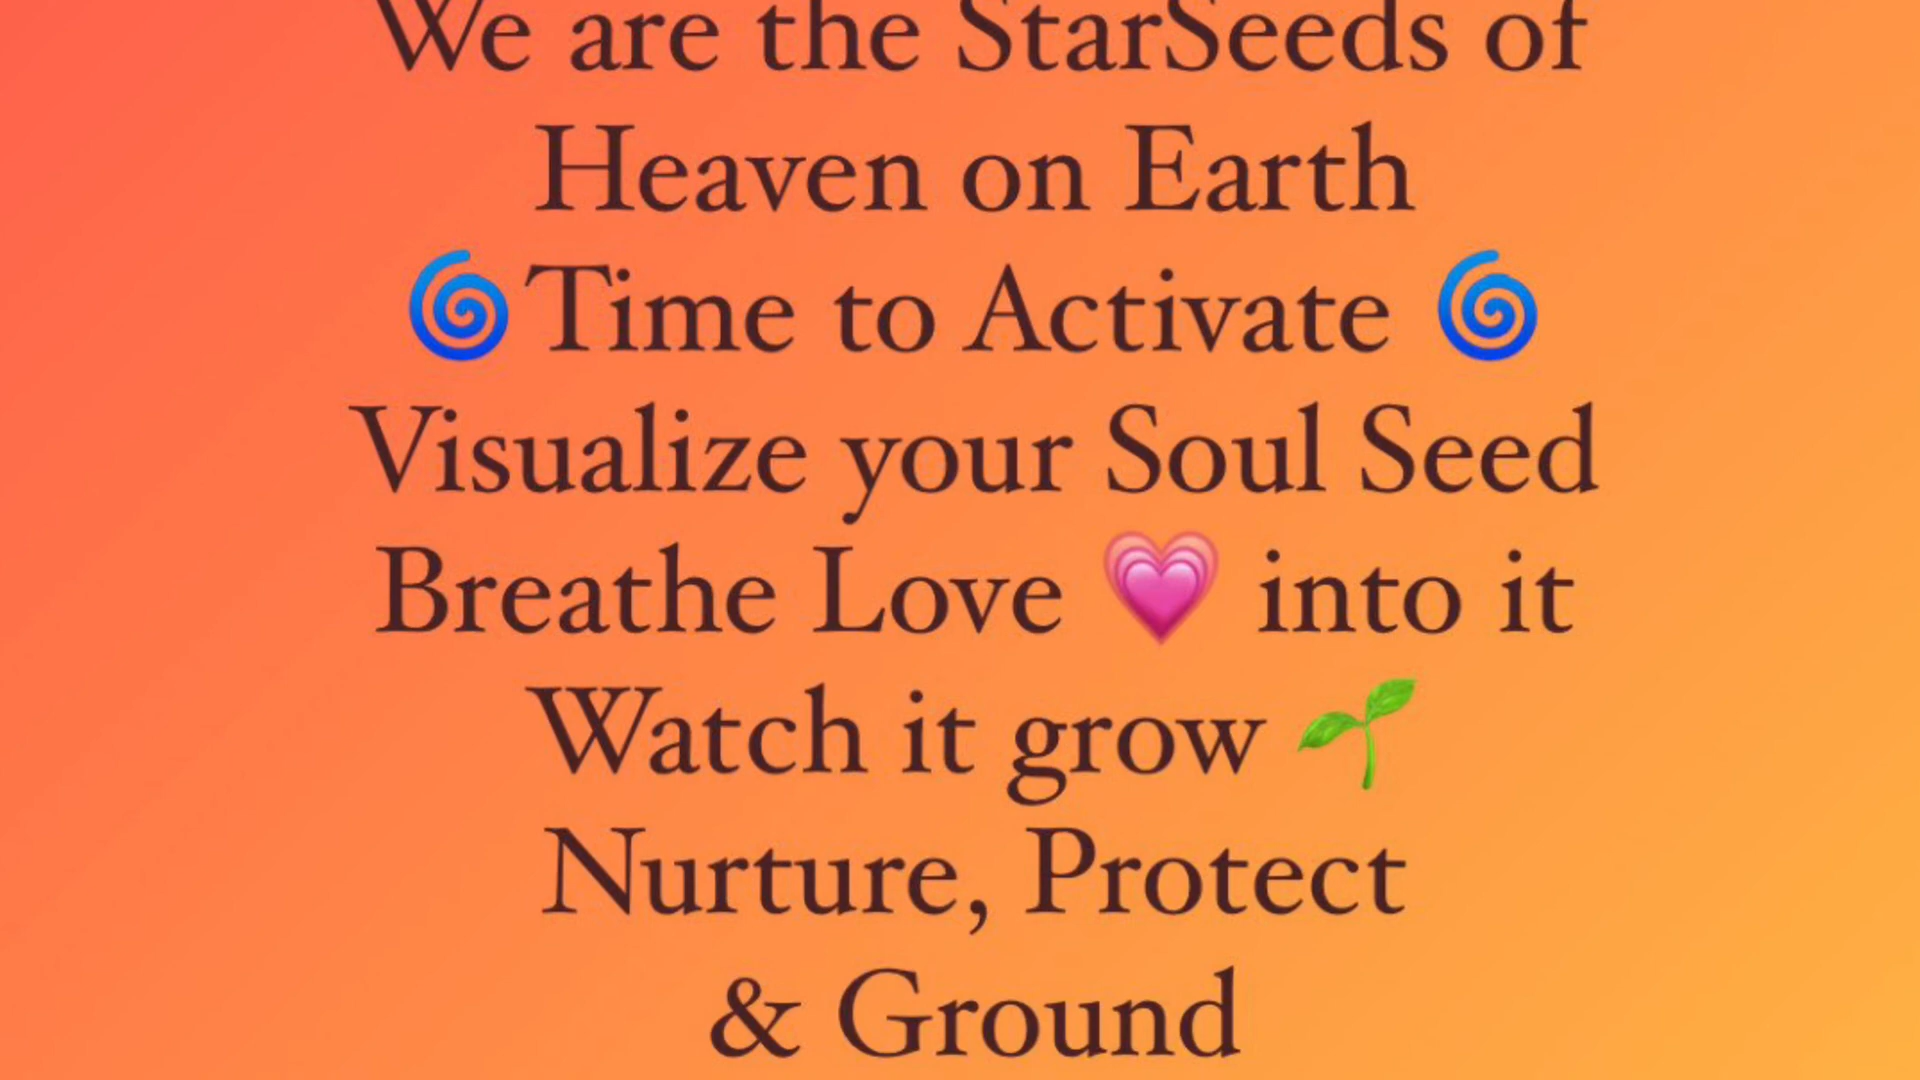 We are the StarSeeds of
Heaven on Earth
🌀Time to Activate 🌀
Visualize your Soul Seed
Breathe Love 💗 into it
Watch it grow 🌱
Nurture, Protect
& Ground